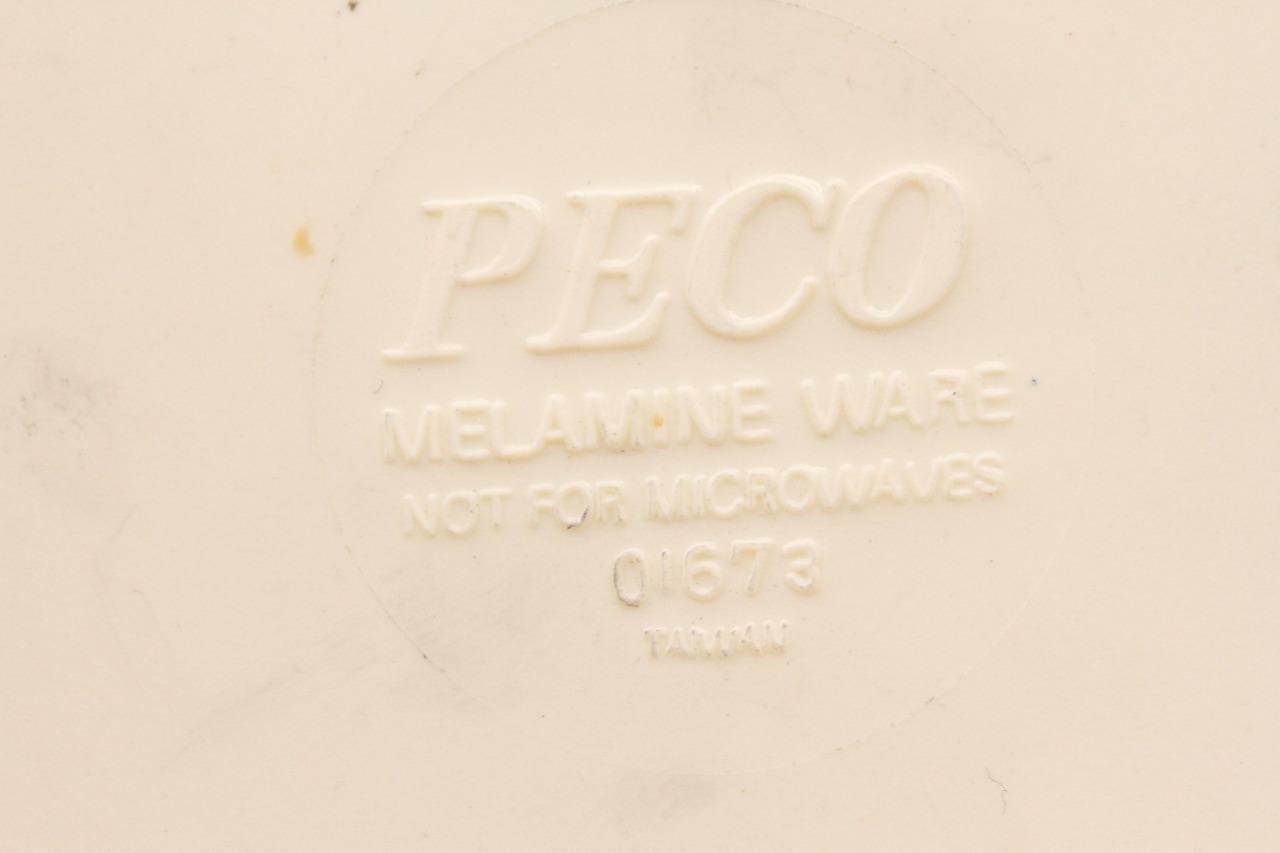 PECO
MELAMINE WARE
NOT FOR MICROWAVES
01673
TAIWAN